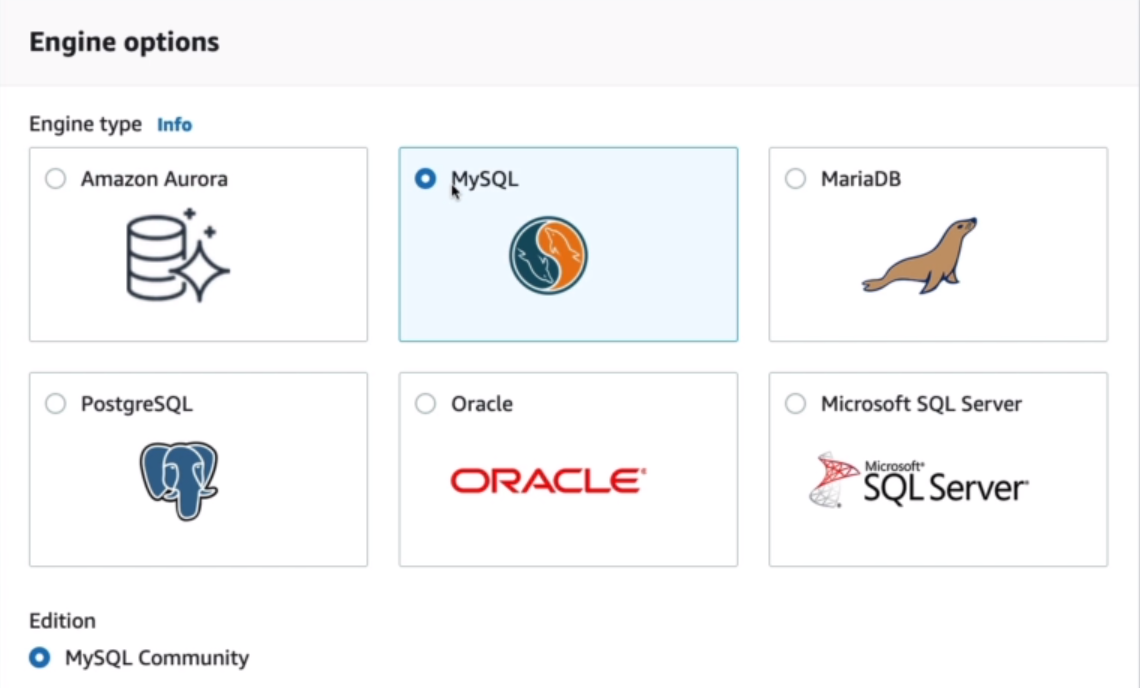 Engine options
Engine type Info
Amazon Aurora
MySQL
MariaDB
PostgreSQL
Oracle
Microsoft SQL Server
ORACLE®
Microsoft®
SQL Server®
Edition
MySQL Community